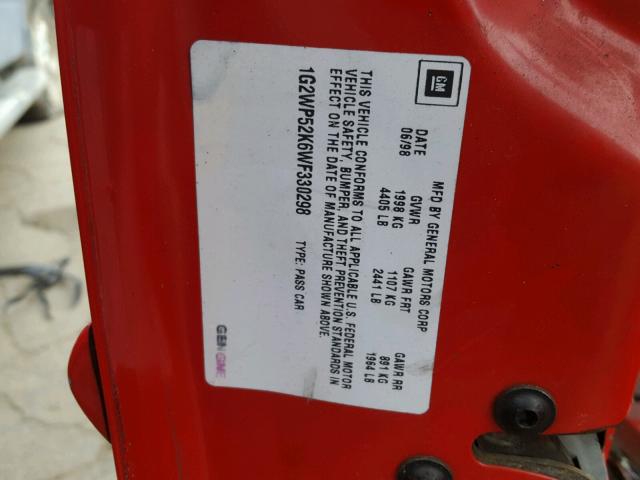 GM
MFD BY GENERAL MOTORS CORP
DATE GVWR GAWR FRT GAWR RR
06/98 1998 KG 1107 KG 891 KG
4405 LB 2441 LB 1964 LB
THIS VEHICLE CONFORMS TO ALL APPLICABLE U.S. FEDERAL MOTOR
VEHICLE SAFETY, BUMPER, AND THEFT PREVENTION STANDARDS IN
EFFECT ON THE DATE OF MANUFACTURE SHOWN ABOVE.
1G2WP52K6WF330298 TYPE: PASS CAR